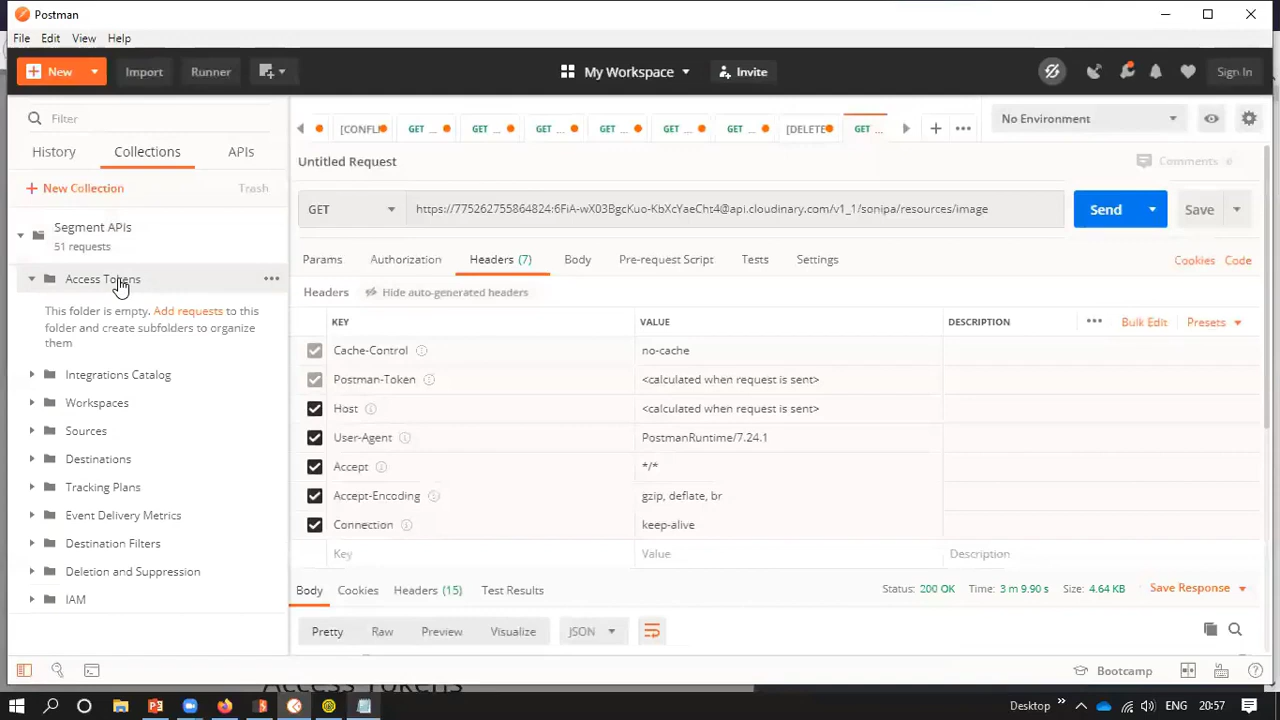 Postman
File Edit View Help
New Import Runner My Workspace Invite Sign In
Filter
[CONFLI GET ... GET ... GET ... GET ... GET ... GET ... [DELETE GET ...
No Environment
History Collections APIs
Untitled Request
Comments 0
New Collection Trash
GET https://775262755864824:6FiA-wX03BgcKuo-KbXcYaeCht4@api.cloudinary.com/v1_1/sonipa/resources/image Send Save
Segment APIs
51 requests
Params Authorization Headers (7) Body Pre-request Script Tests Settings Cookies Code
Access Tokens
Headers Hide auto-generated headers
This folder is empty. Add requests to this
folder and create subfolders to organize
them
KEY VALUE DESCRIPTION Bulk Edit Presets
Cache-Control no-cache
Postman-Token <calculated when request is sent>
Host <calculated when request is sent>
User-Agent PostmanRuntime/7.24.1
Accept */*
Accept-Encoding gzip, deflate, br
Connection keep-alive
Key Value Description
Integrations Catalog
Workspaces
Sources
Destinations
Tracking Plans
Event Delivery Metrics
Destination Filters
Deletion and Suppression
IAM
Body Cookies Headers (15) Test Results Status: 200 OK Time: 3 m 9.90 s Size: 4.64 KB Save Response
Pretty Raw Preview Visualize JSON
Bootcamp
Access Tokens
Desktop ENG 20:57